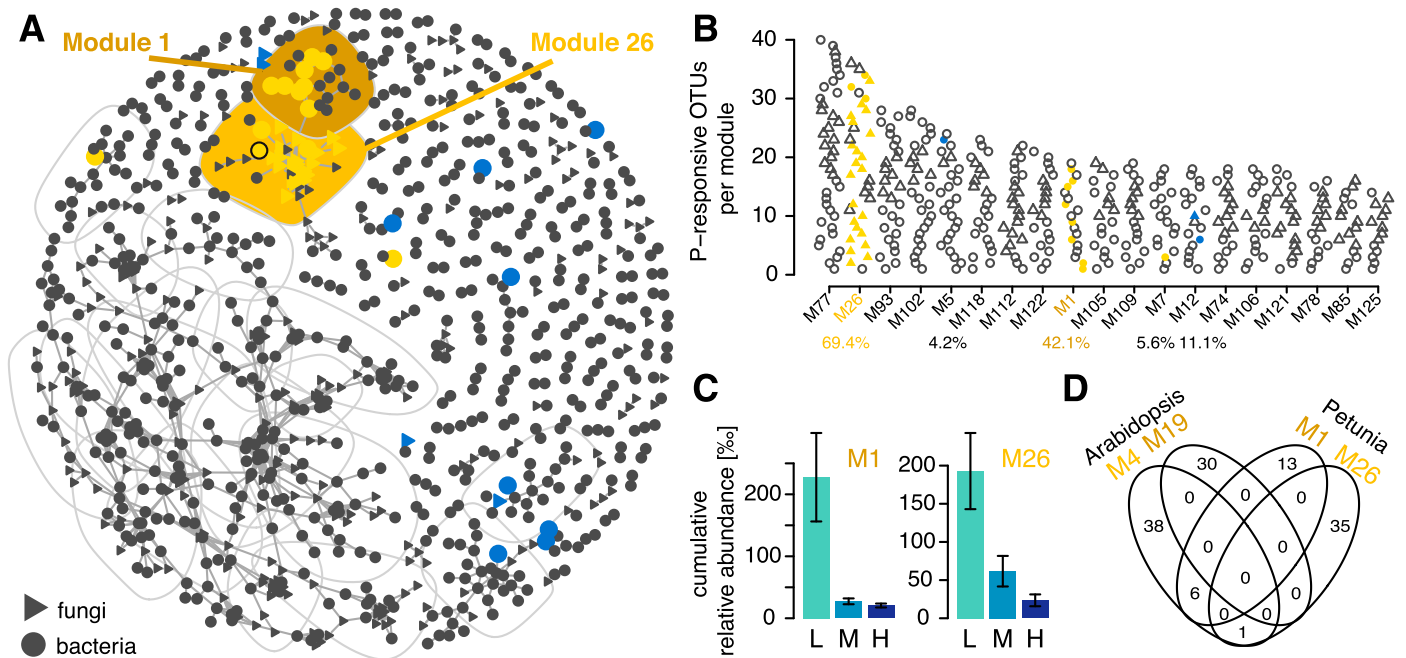 A
Module 1
Module 26
fungi
bacteria
B
P−responsive OTUs
per module
40
30
20
10
0
M77
M26
M93
M102
M5
M118
M112
M122
M1
M105
M109
M7
M12
M74
M106
M121
M78
M85
M125
69.4%
4.2%
42.1%
5.6%
11.1%
C
cumulative
relative abundance [‰]
M1
200
100
0
L M H
M26
200
150
100
50
0
L M H
D
Arabidopsis
M4 M19
Petunia
M1 M26
30
13
0
0
0
38
35
0
0
0
6
0
0
0
1